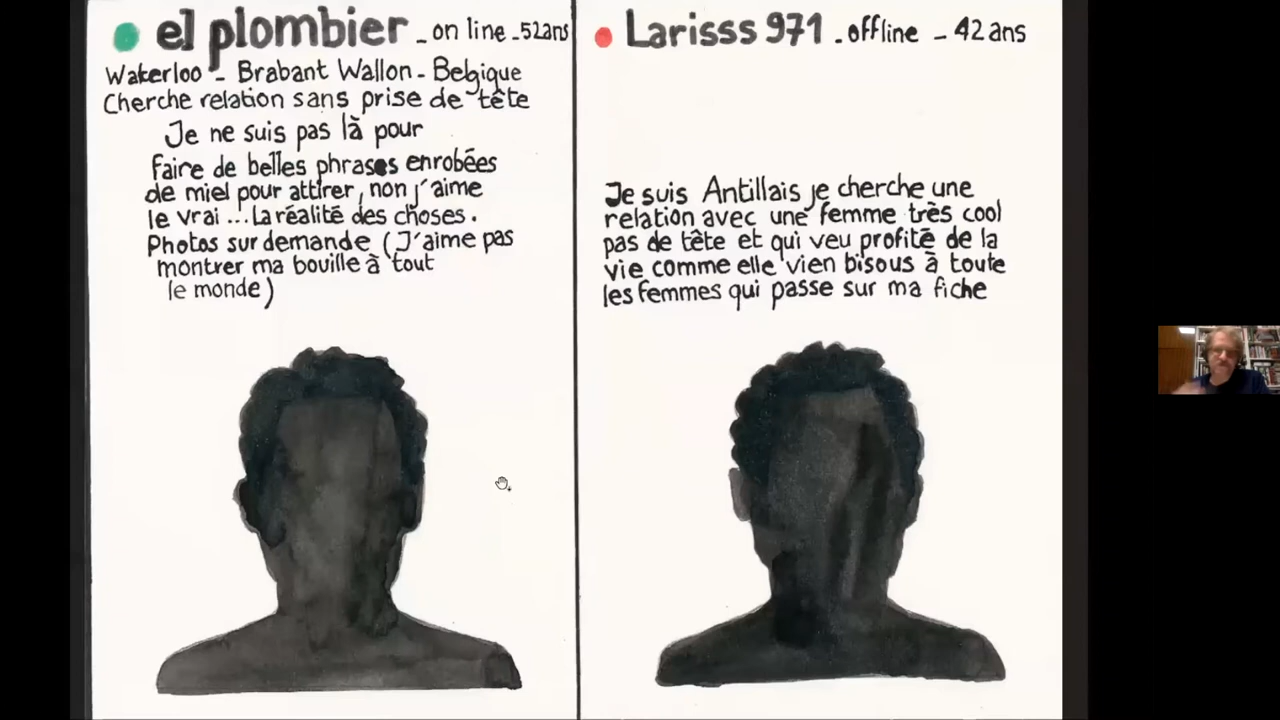 el plombier - on line - 52ans
Waterloo - Brabant Wallon - Belgique
Cherche relation sans prise de tête
Je ne suis pas là pour
faire de belles phrases enrobées
de miel pour attirer, non j'aime
le vrai ... La réalité des choses.
Photos sur demande (J'aime pas
montrer ma bouille à tout
le monde)
Larisss 971 - offline - 42 ans
Je suis Antillais je cherche une
relation avec une femme très cool
pas de tête et qui veu profité de la
vie comme elle vien bisous à toute
les femmes qui passe sur ma fiche